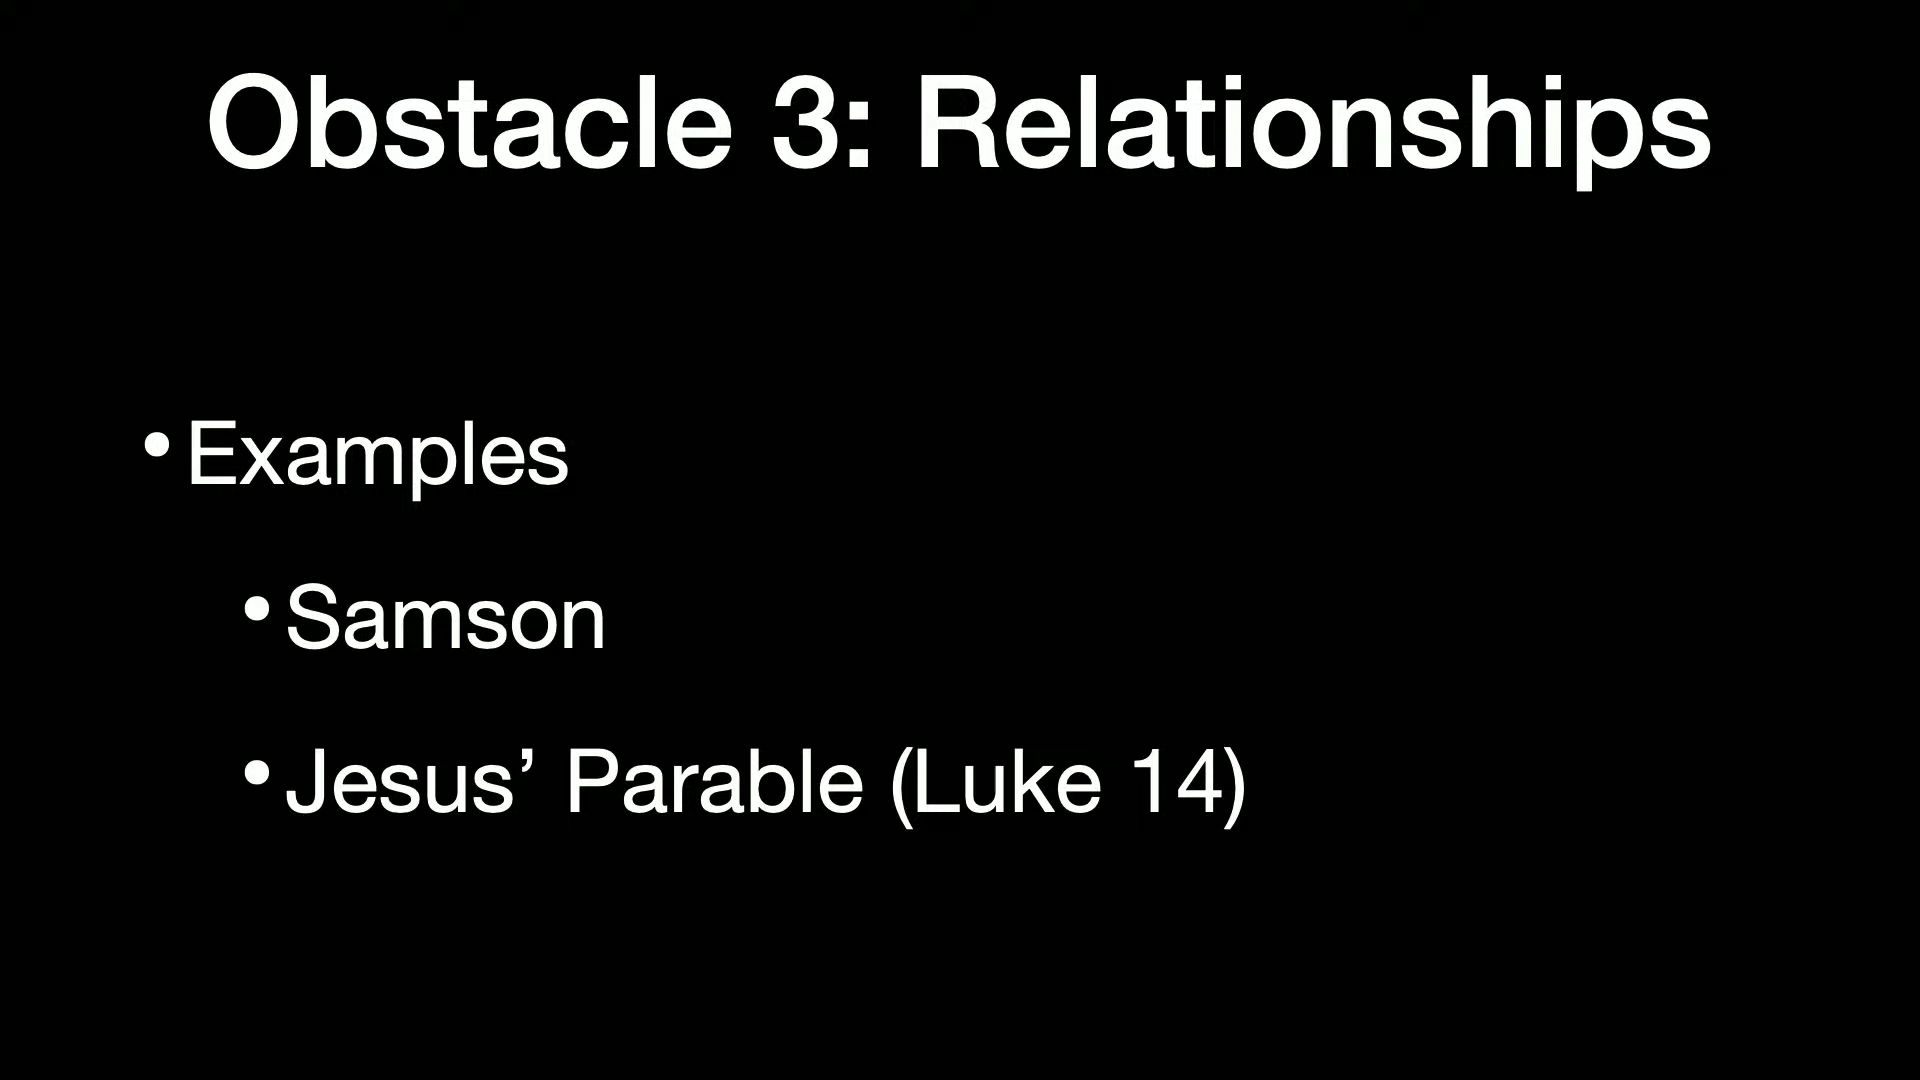 Obstacle 3: Relationships
• Examples
• Samson
• Jesus’ Parable (Luke 14)